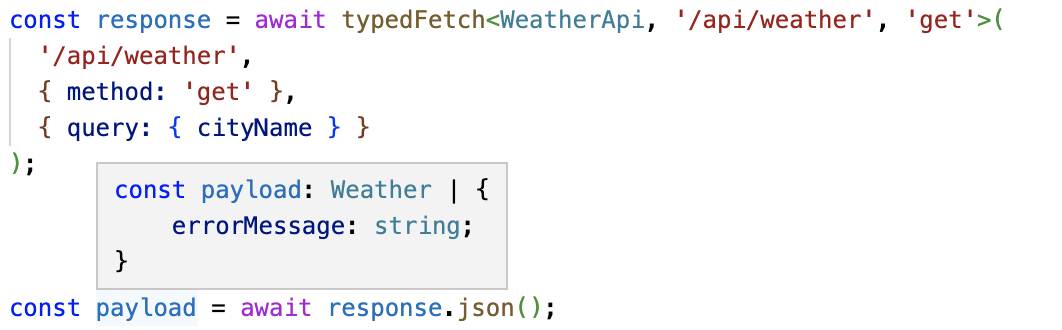 const response = await typedFetch<WeatherApi, '/api/weather', 'get'>(
  '/api/weather',
  { method: 'get' },
  { query: { cityName } }
);
const payload: Weather | {
    errorMessage: string;
}
const payload = await response.json();